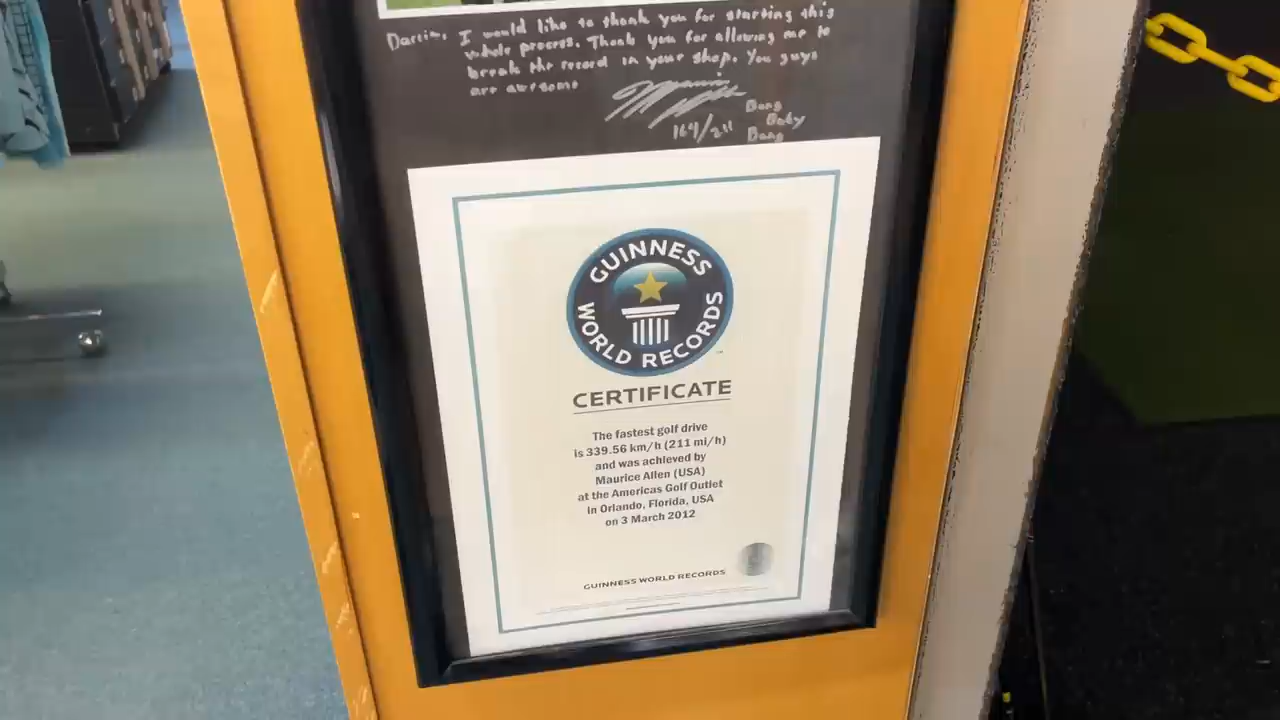 Darrin, I would like to thank you for starting this
whole process. Thank you for allowing me to
break the record in your shop. You guys
are awesome
164/211
Bang
Baby
Bang
GUINNESS
WORLD RECORDS
CERTIFICATE
The fastest golf drive
is 339.56 km/h (211 mi/h)
and was achieved by
Maurice Allen (USA)
at the Americas Golf Outlet
in Orlando, Florida, USA
on 3 March 2012
GUINNESS WORLD RECORDS